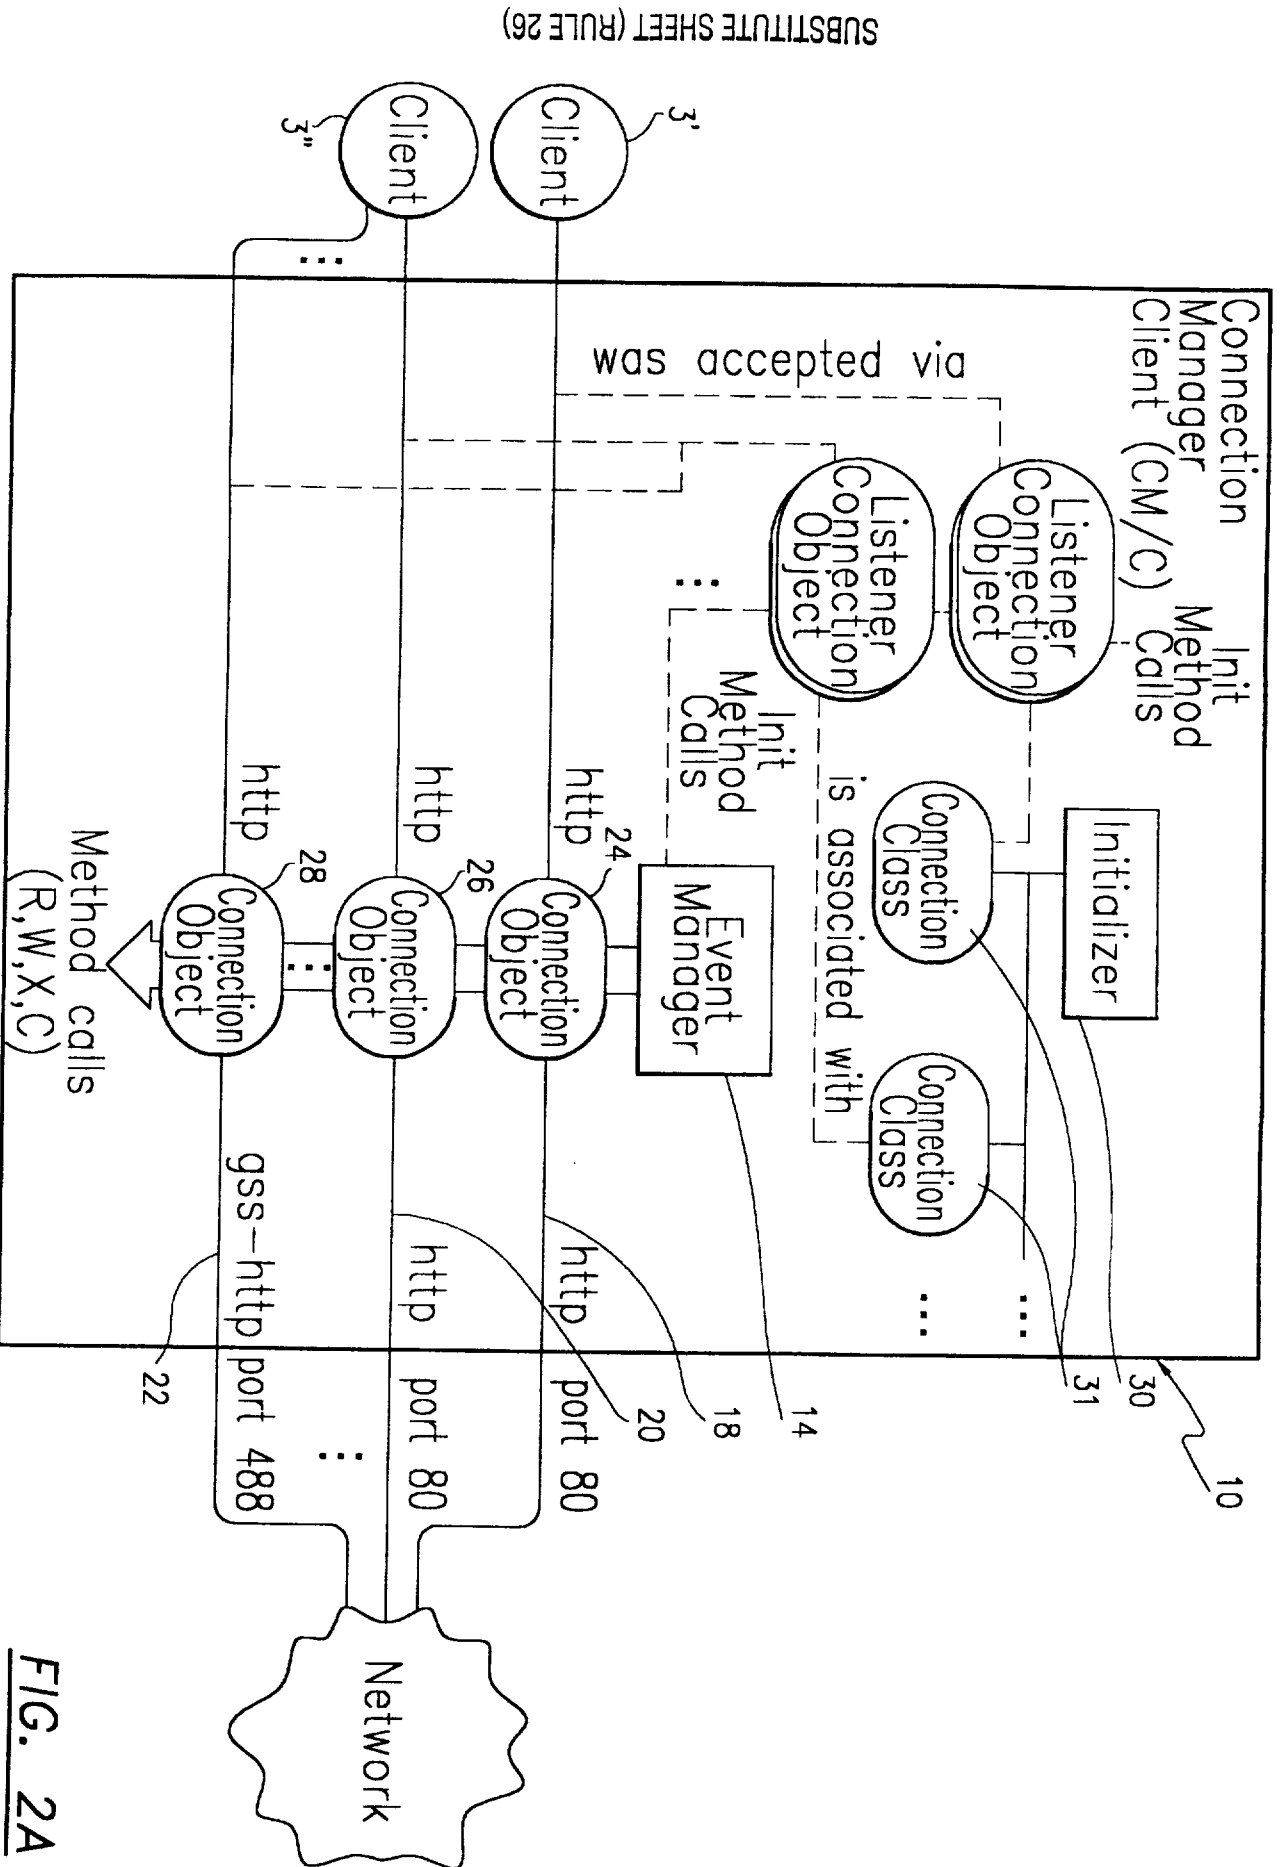 SUBSTITUTE SHEET (RULE 26)
Connection
Manager
Client (CM/C)
Init
Method
Calls
10
Initializer
30
31
Listener
Connection
Object
Connection
Class
Connection
Class
...
...
is associated with
Listener
Connection
Object
was accepted via
...
Init
Method
Calls
Event
Manager
14
3'
Client
http
24
Connection
Object
http
port 80
18
3"
Client
http
26
Connection
Object
http
port 80
20
...
...
...
http
28
Connection
Object
gss-http
port 488
22
Network
Method calls
(R,W,X,C)
FIG. 2A